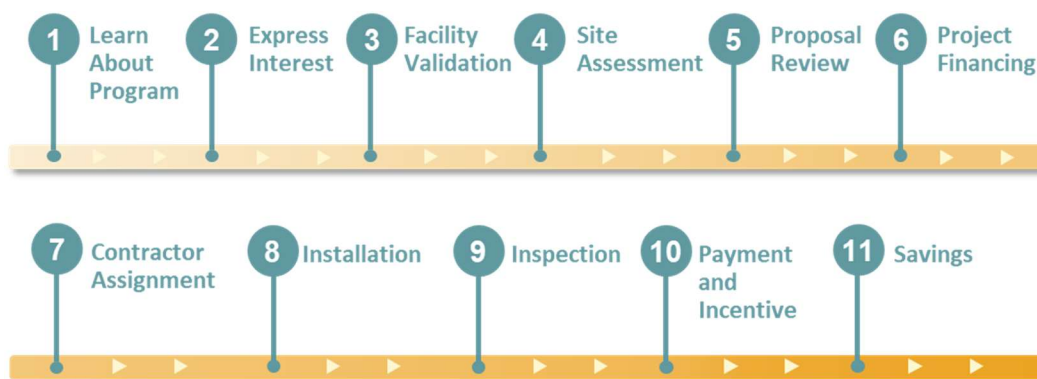 1 Learn
About
Program
2 Express
Interest
3 Facility
Validation
4 Site
Assessment
5 Proposal
Review
6 Project
Financing
7 Contractor
Assignment
8 Installation
9 Inspection
10 Payment
and
Incentive
11 Savings